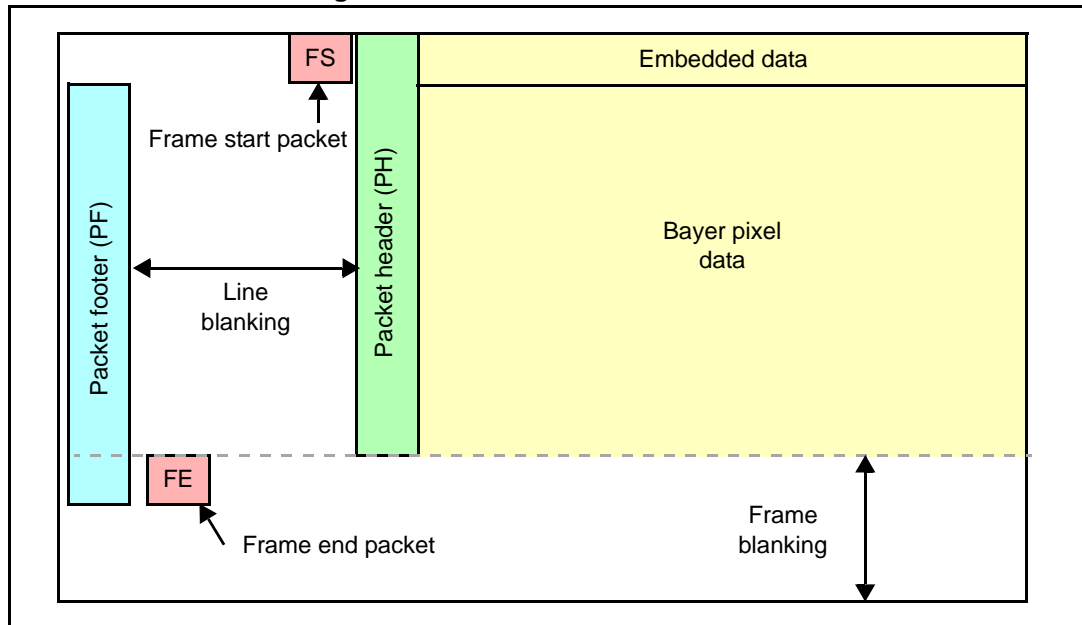 FS
Embedded data
Frame start packet
Packet footer (PF)
Packet header (PH)
Bayer pixel
data
Line
blanking
FE
Frame end packet
Frame
blanking